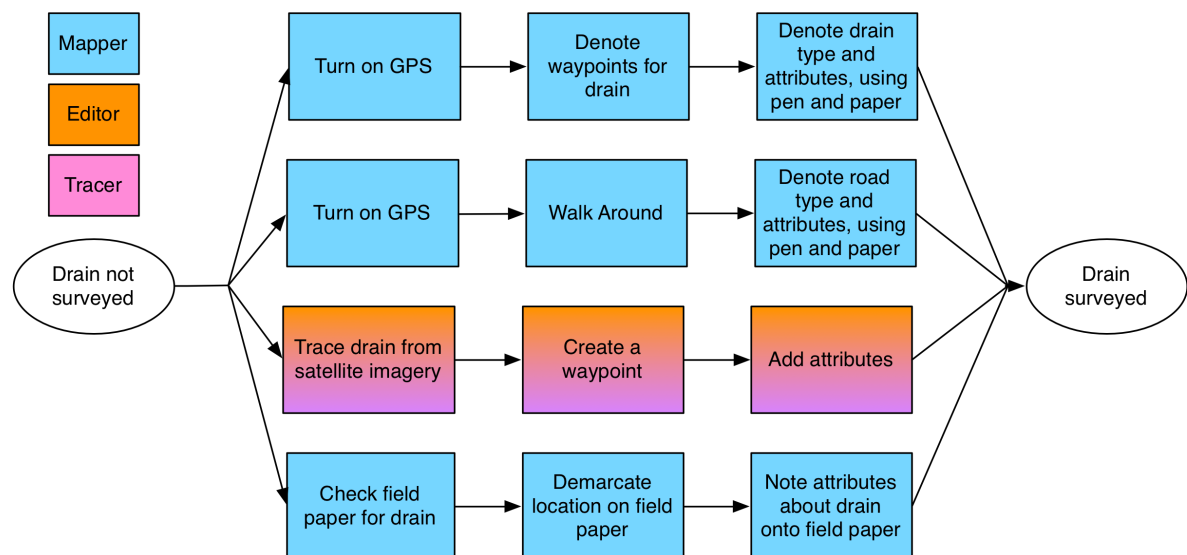 Mapper
Editor
Tracer
Drain not
surveyed
Turn on GPS
Denote
waypoints for
drain
Denote drain
type and
attributes, using
pen and paper
Turn on GPS
Walk Around
Denote road
type and
attributes, using
pen and paper
Trace drain from
satellite imagery
Create a
waypoint
Add attributes
Check field
paper for drain
Demarcate
location on field
paper
Note attributes
about drain
onto field paper
Drain
surveyed